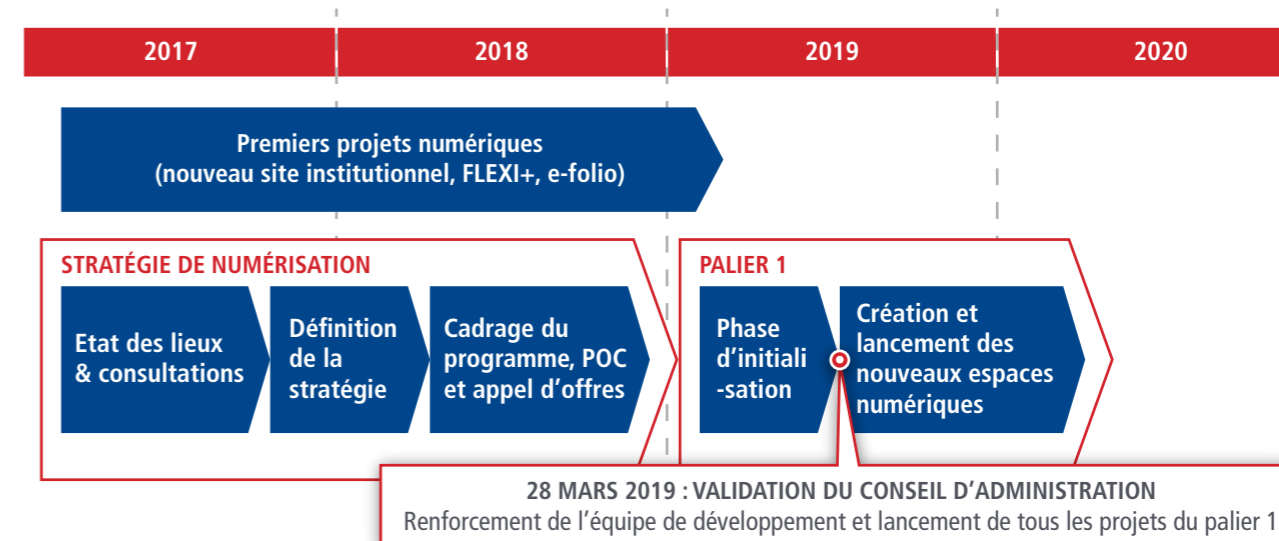 2017 2018 2019 2020
Premiers projets numériques
(nouveau site institutionnel, FLEXI+, e-folio)
STRATÉGIE DE NUMÉRISATION
Etat des lieux
& consultations
Définition
de la
stratégie
Cadrage du
programme, POC
et appel d’offres
PALIER 1
Phase
d’initiali
-sation
Création et
lancement des
nouveaux espaces
numériques
28 MARS 2019 : VALIDATION DU CONSEIL D’ADMINISTRATION
Renforcement de l’équipe de développement et lancement de tous les projets du palier 1